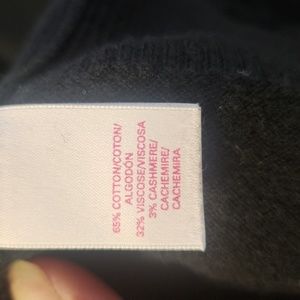 65% COTTON/COTON/
ALGODÓN
32% VISCOSE/VISCOSA
3% CASHMERE/
CACHEMIRE/
CACHEMIRA